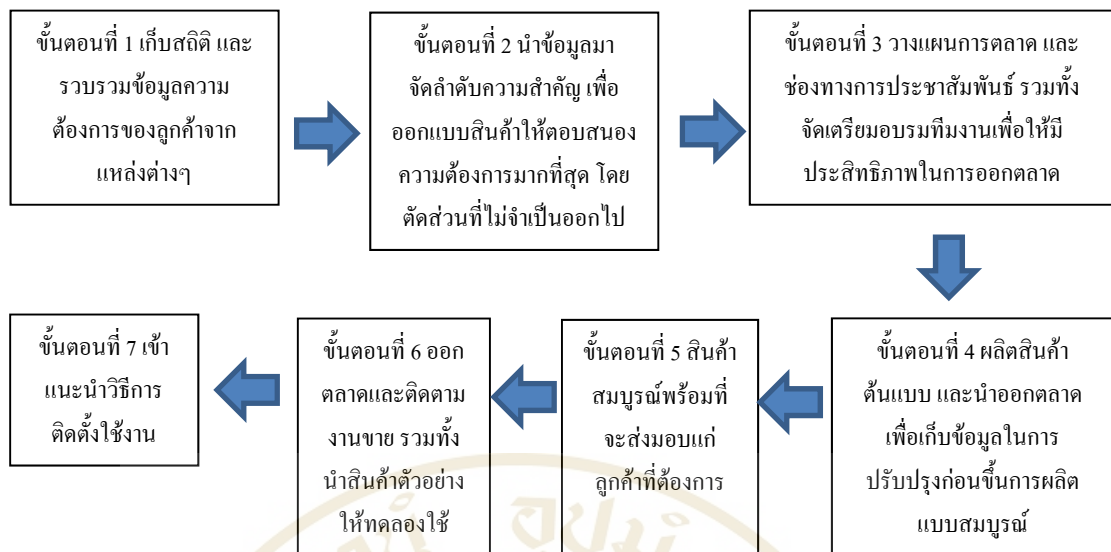 ขั้นตอนที่ 1 เก็บสถิติ และ
รวบรวมข้อมูลความ
ต้องการของลูกค้าจาก
แหล่งต่างๆ
ขั้นตอนที่ 2 นำข้อมูลมา
จัดลำดับความสำคัญ เพื่อ
ออกแบบสินค้าให้ตอบสนอง
ความต้องการมากที่สุด โดย
ตัดส่วนที่ไม่จำเป็นออกไป
ขั้นตอนที่ 3 วางแผนการตลาด และ
ช่องทางการประชาสัมพันธ์ รวมทั้ง
จัดเตรียมอบรมทีมงานเพื่อให้มี
ประสิทธิภาพในการออกตลาด
ขั้นตอนที่ 4 ผลิตสินค้า
ต้นแบบ และนำออกตลาด
เพื่อเก็บข้อมูลในการ
ปรับปรุงก่อนขึ้นการผลิต
แบบสมบูรณ์
ขั้นตอนที่ 5 สินค้า
สมบูรณ์พร้อมที่
จะส่งมอบแก่
ลูกค้าที่ต้องการ
ขั้นตอนที่ 6 ออก
ตลาดและติดตาม
งานขาย รวมทั้ง
นำสินค้าตัวอย่าง
ให้ทดลองใช้
ขั้นตอนที่ 7 เข้า
แนะนำวิธีการ
ติดตั้งใช้งาน